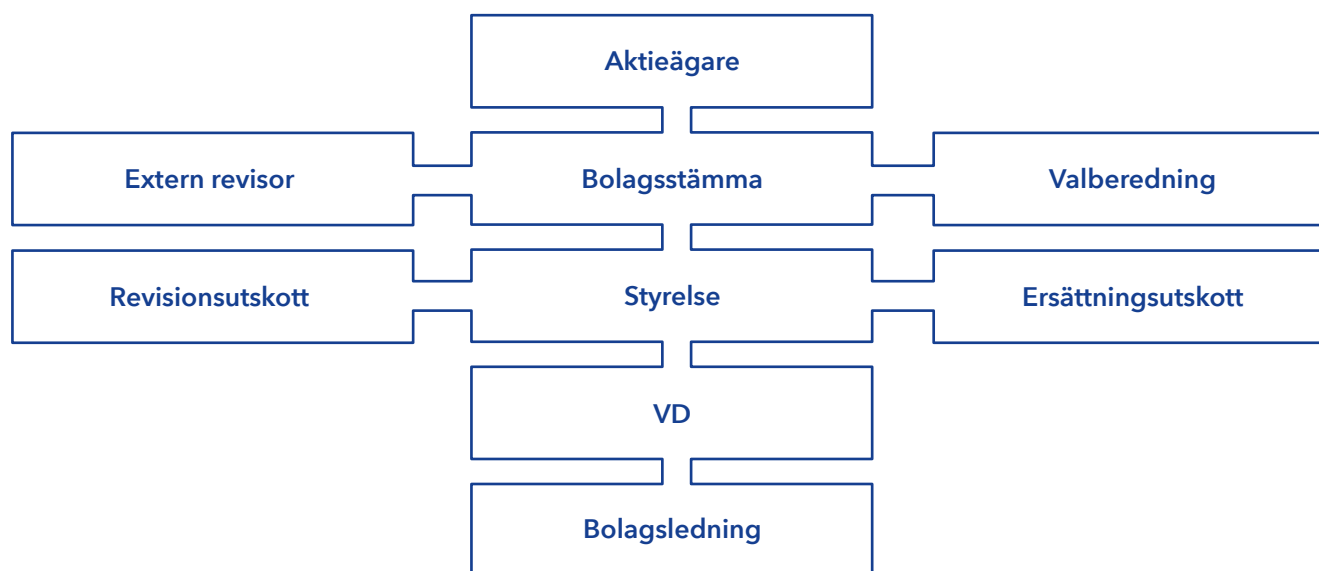 Aktieägare
Extern revisor
Bolagsstämma
Valberedning
Revisionsutskott
Styrelse
Ersättningsutskott
VD
Bolagsledning